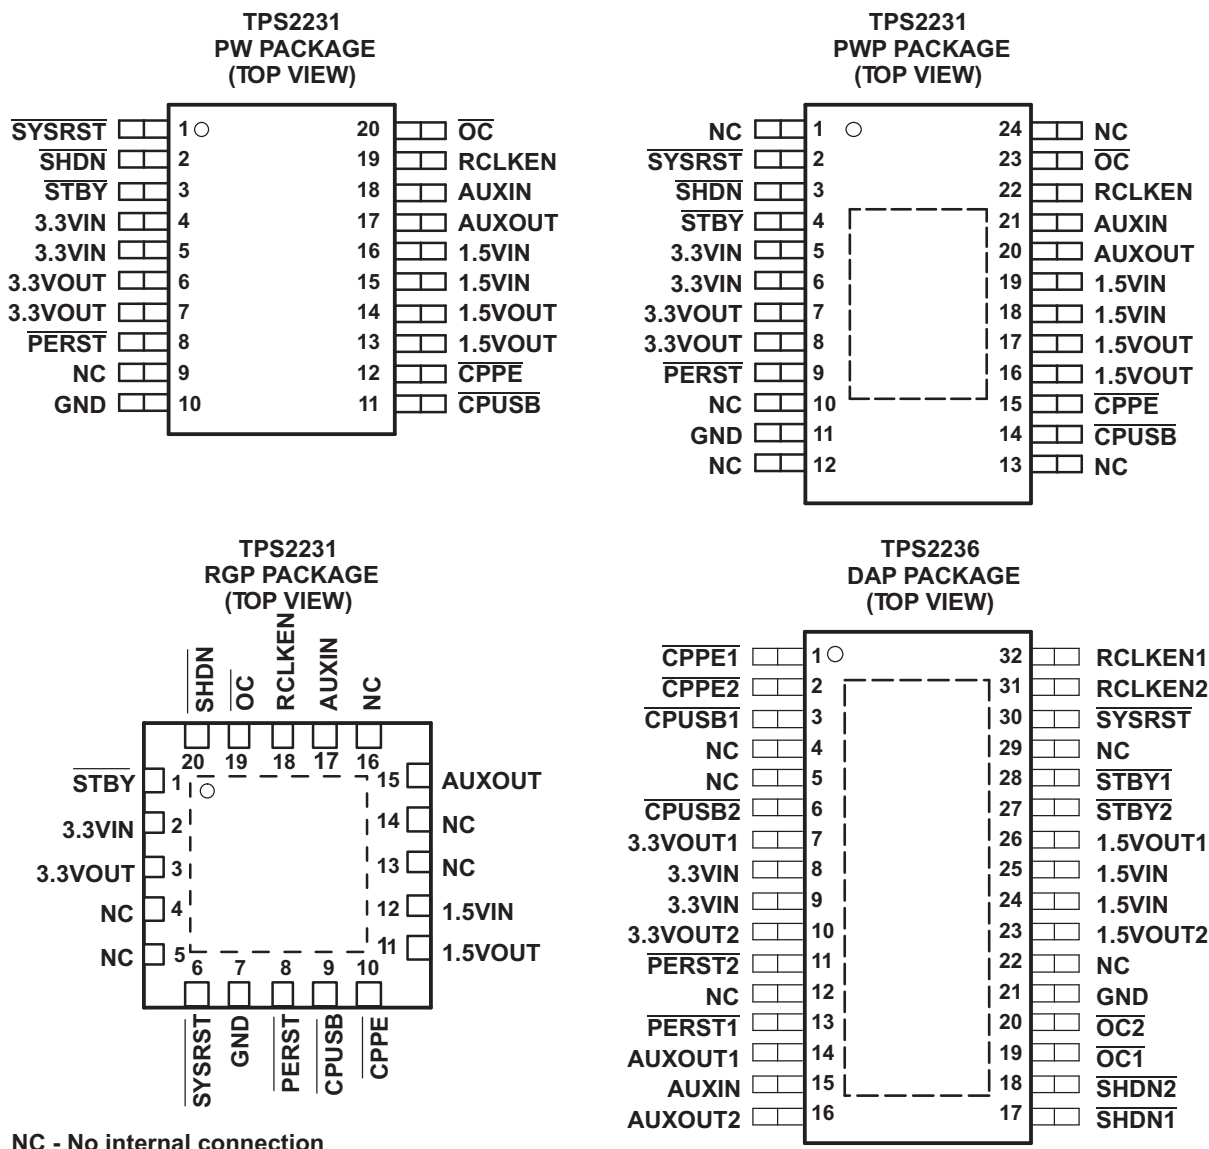 TPS2231
PW PACKAGE
(TOP VIEW)
SYSRST 1 20 OC
SHDN 2 19 RCLKEN
STBY 3 18 AUXIN
3.3VIN 4 17 AUXOUT
3.3VIN 5 16 1.5VIN
3.3VOUT 6 15 1.5VIN
3.3VOUT 7 14 1.5VOUT
PERST 8 13 1.5VOUT
NC 9 12 CPPE
GND 10 11 CPUSB
TPS2231
PWP PACKAGE
(TOP VIEW)
NC 1 24 NC
SYSRST 2 23 OC
SHDN 3 22 RCLKEN
STBY 4 21 AUXIN
3.3VIN 5 20 AUXOUT
3.3VIN 6 19 1.5VIN
3.3VOUT 7 18 1.5VIN
3.3VOUT 8 17 1.5VOUT
PERST 9 16 1.5VOUT
NC 10 15 CPPE
GND 11 14 CPUSB
NC 12 13 NC
TPS2231
RGP PACKAGE
(TOP VIEW)
SHDN OC RCLKEN AUXIN NC
20 19 18 17 16
STBY 1 15 AUXOUT
3.3VIN 2 14 NC
3.3VOUT 3 13 NC
NC 4 12 1.5VIN
NC 5 11 1.5VOUT
6 7 8 9 10
SYSRST GND PERST CPUSB CPPE
TPS2236
DAP PACKAGE
(TOP VIEW)
CPPE1 1 32 RCLKEN1
CPPE2 2 31 RCLKEN2
CPUSB1 3 30 SYSRST
NC 4 29 NC
NC 5 28 STBY1
CPUSB2 6 27 STBY2
3.3VOUT1 7 26 1.5VOUT1
3.3VIN 8 25 1.5VIN
3.3VIN 9 24 1.5VIN
3.3VOUT2 10 23 1.5VOUT2
PERST2 11 22 NC
NC 12 21 GND
PERST1 13 20 OC2
AUXOUT1 14 19 OC1
AUXIN 15 18 SHDN2
AUXOUT2 16 17 SHDN1
NC - No internal connection